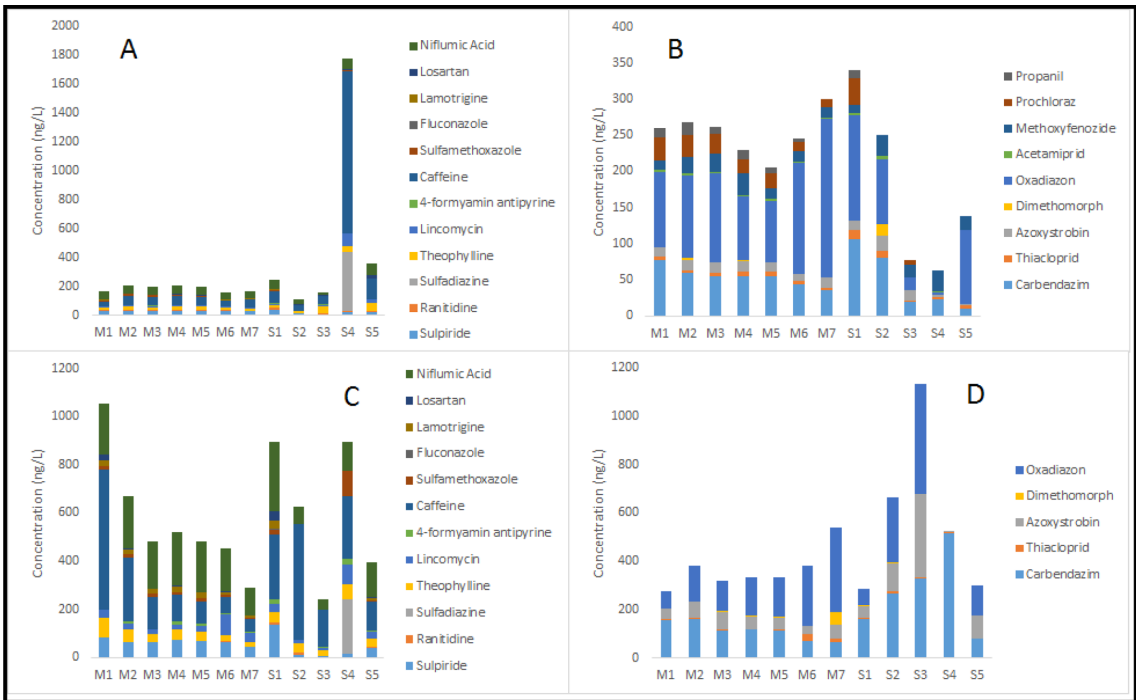 A
Concentration (ng/L)
2000
1800
1600
1400
1200
1000
800
600
400
200
0
M1 M2 M3 M4 M5 M6 M7 S1 S2 S3 S4 S5
Niflumic Acid
Losartan
Lamotrigine
Fluconazole
Sulfamethoxazole
Caffeine
4-formyamin antipyrine
Lincomycin
Theophylline
Sulfadiazine
Ranitidine
Sulpiride
B
Concentration (ng/L)
400
350
300
250
200
150
100
50
0
M1 M2 M3 M4 M5 M6 M7 S1 S2 S3 S4 S5
Propanil
Prochloraz
Methoxyfenozide
Acetamiprid
Oxadiazon
Dimethomorph
Azoxystrobin
Thiacloprid
Carbendazim
C
Concentration (ng/L)
1200
1000
800
600
400
200
0
M1 M2 M3 M4 M5 M6 M7 S1 S2 S3 S4 S5
Niflumic Acid
Losartan
Lamotrigine
Fluconazole
Sulfamethoxazole
Caffeine
4-formyamin antipyrine
Lincomycin
Theophylline
Sulfadiazine
Ranitidine
Sulpiride
D
Concentration (ng/L)
1200
1000
800
600
400
200
0
M1 M2 M3 M4 M5 M6 M7 S1 S2 S3 S4 S5
Oxadiazon
Dimethomorph
Azoxystrobin
Thiacloprid
Carbendazim